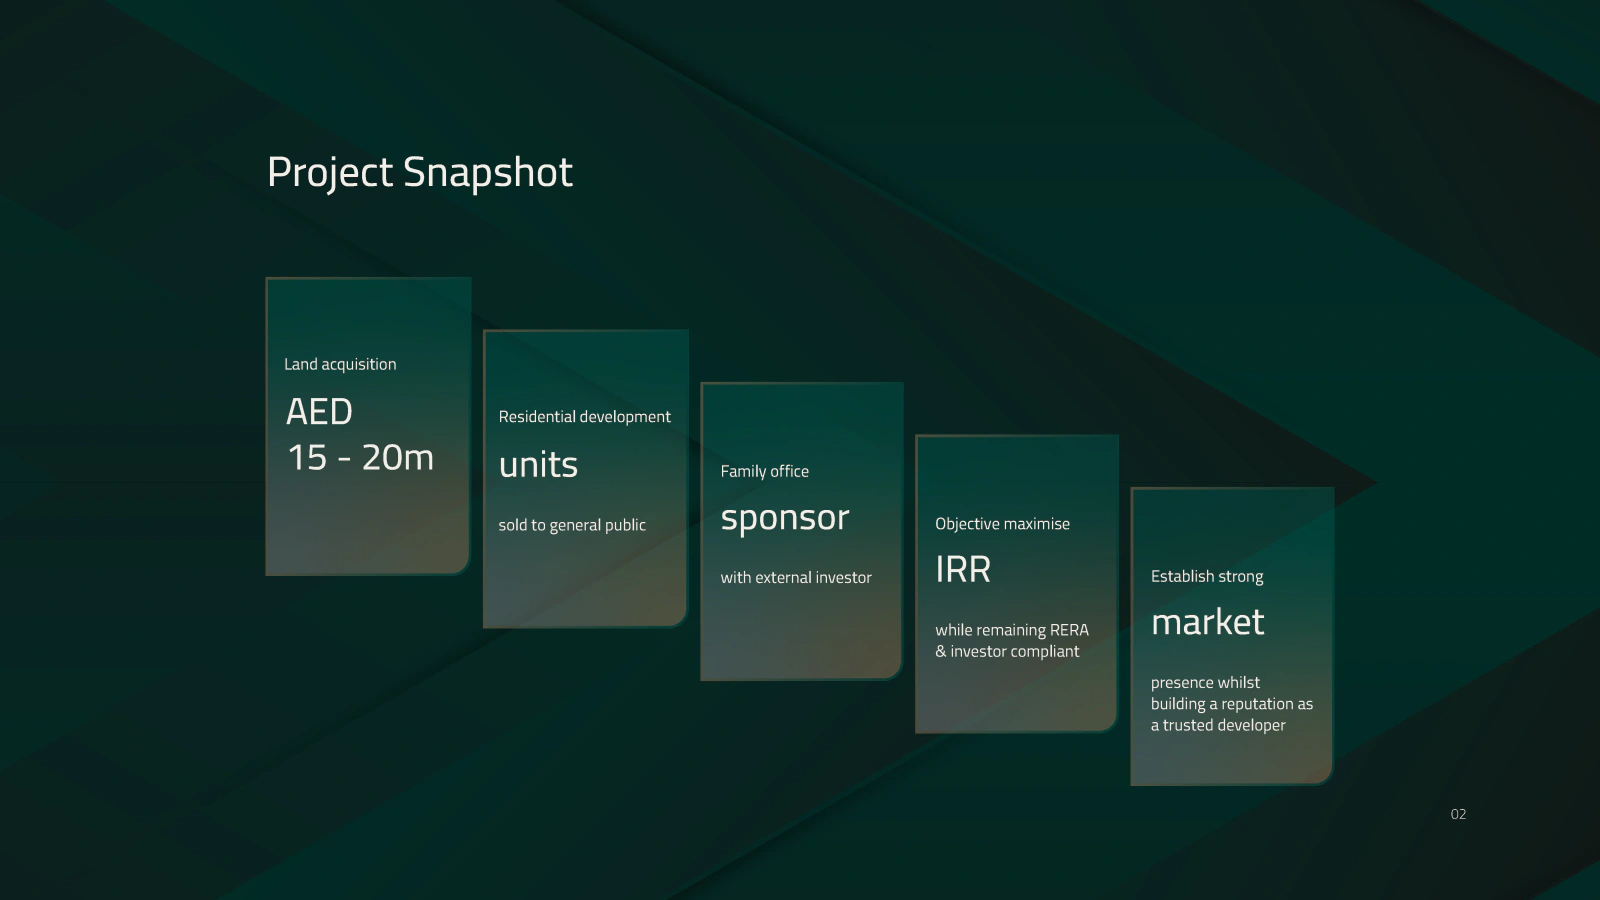 Project Snapshot
Land acquisition
AED
15 - 20m
Residential development
units
sold to general public
Family office
sponsor
with external investor
Objective maximise
IRR
while remaining RERA
& investor compliant
Establish strong
market
presence whilst
building a reputation as
a trusted developer
02